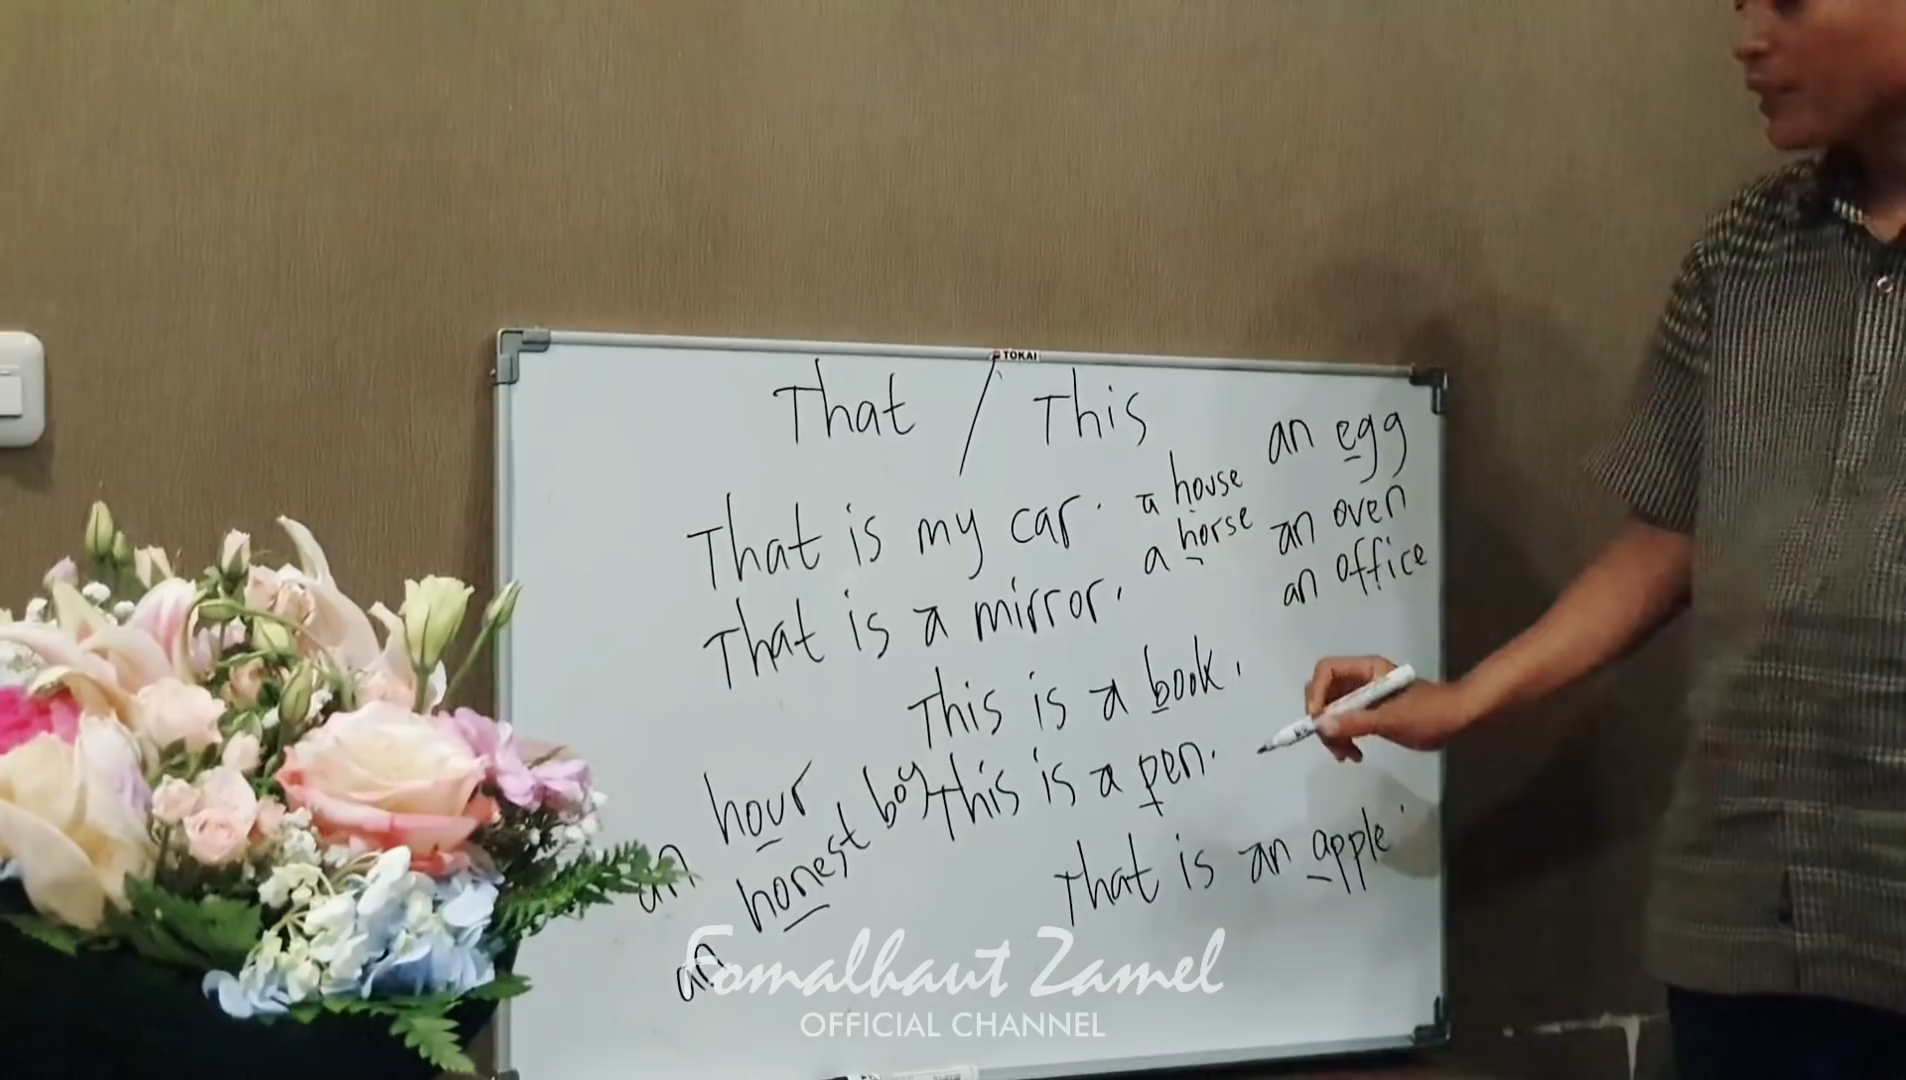 TOKAI
That / This
an egg
a house
That is my car.
a horse
an oven
an office
That is a mirror.
This is a book.
This is a pen.
an hour
an honest boy
That is an apple.
Fomalhaut Zamel
OFFICIAL CHANNEL